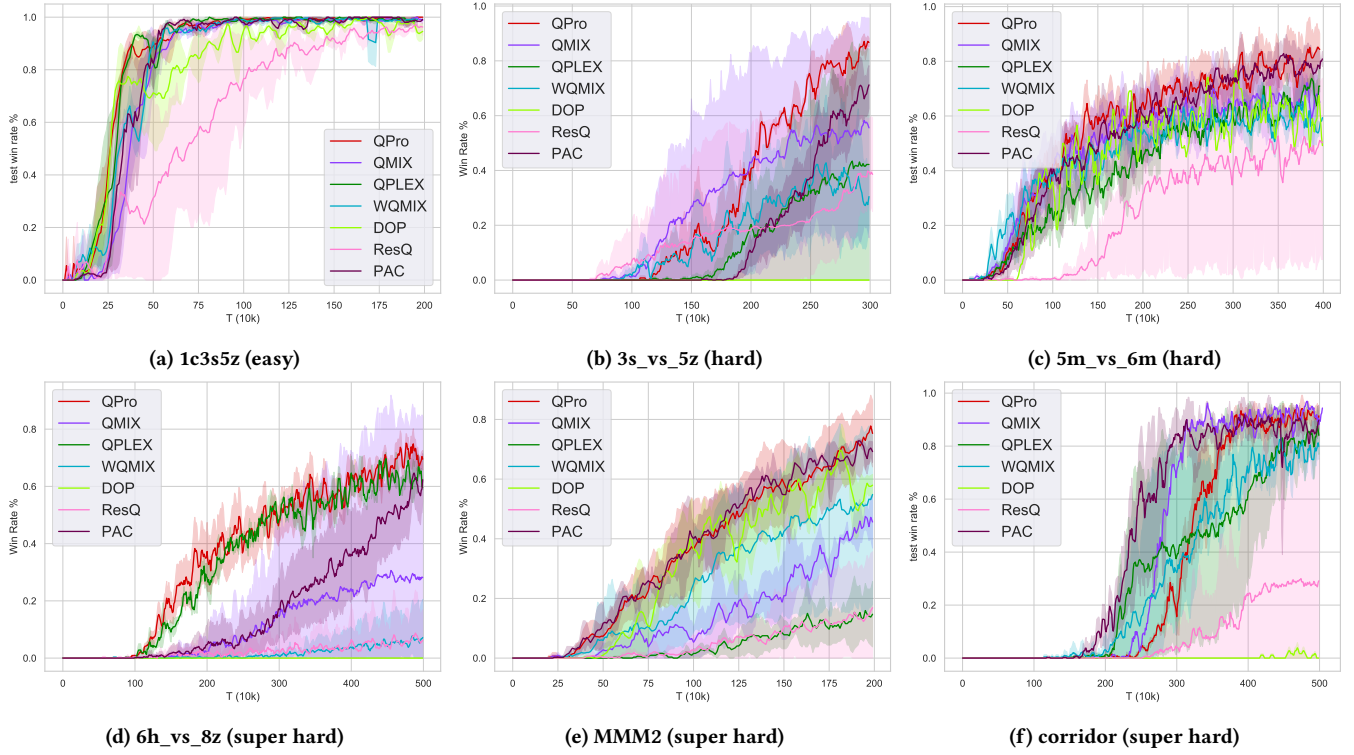 test win rate %
1.0
0.8
0.6
0.4
0.2
0.0
QPro
QMIX
QPLEX
WQMIX
DOP
ResQ
PAC
0 25 50 75 100 125 150 175 200
T (10k)
(a) 1c3s5z (easy)
Win Rate %
1.0
0.8
0.6
0.4
0.2
0.0
QPro
QMIX
QPLEX
WQMIX
DOP
ResQ
PAC
0 50 100 150 200 250 300
T (10k)
(b) 3s_vs_5z (hard)
test win rate %
1.0
0.8
0.6
0.4
0.2
0.0
QPro
QMIX
QPLEX
WQMIX
DOP
ResQ
PAC
0 50 100 150 200 250 300 350 400
T (10k)
(c) 5m_vs_6m (hard)
Win Rate %
0.8
0.6
0.4
0.2
0.0
QPro
QMIX
QPLEX
WQMIX
DOP
ResQ
PAC
0 100 200 300 400 500
T (10k)
(d) 6h_vs_8z (super hard)
Win Rate %
0.8
0.6
0.4
0.2
0.0
QPro
QMIX
QPLEX
WQMIX
DOP
ResQ
PAC
0 25 50 75 100 125 150 175 200
T (10k)
(e) MMM2 (super hard)
test win rate %
1.0
0.8
0.6
0.4
0.2
0.0
QPro
QMIX
QPLEX
WQMIX
DOP
ResQ
PAC
0 100 200 300 400 500
T (10k)
(f) corridor (super hard)